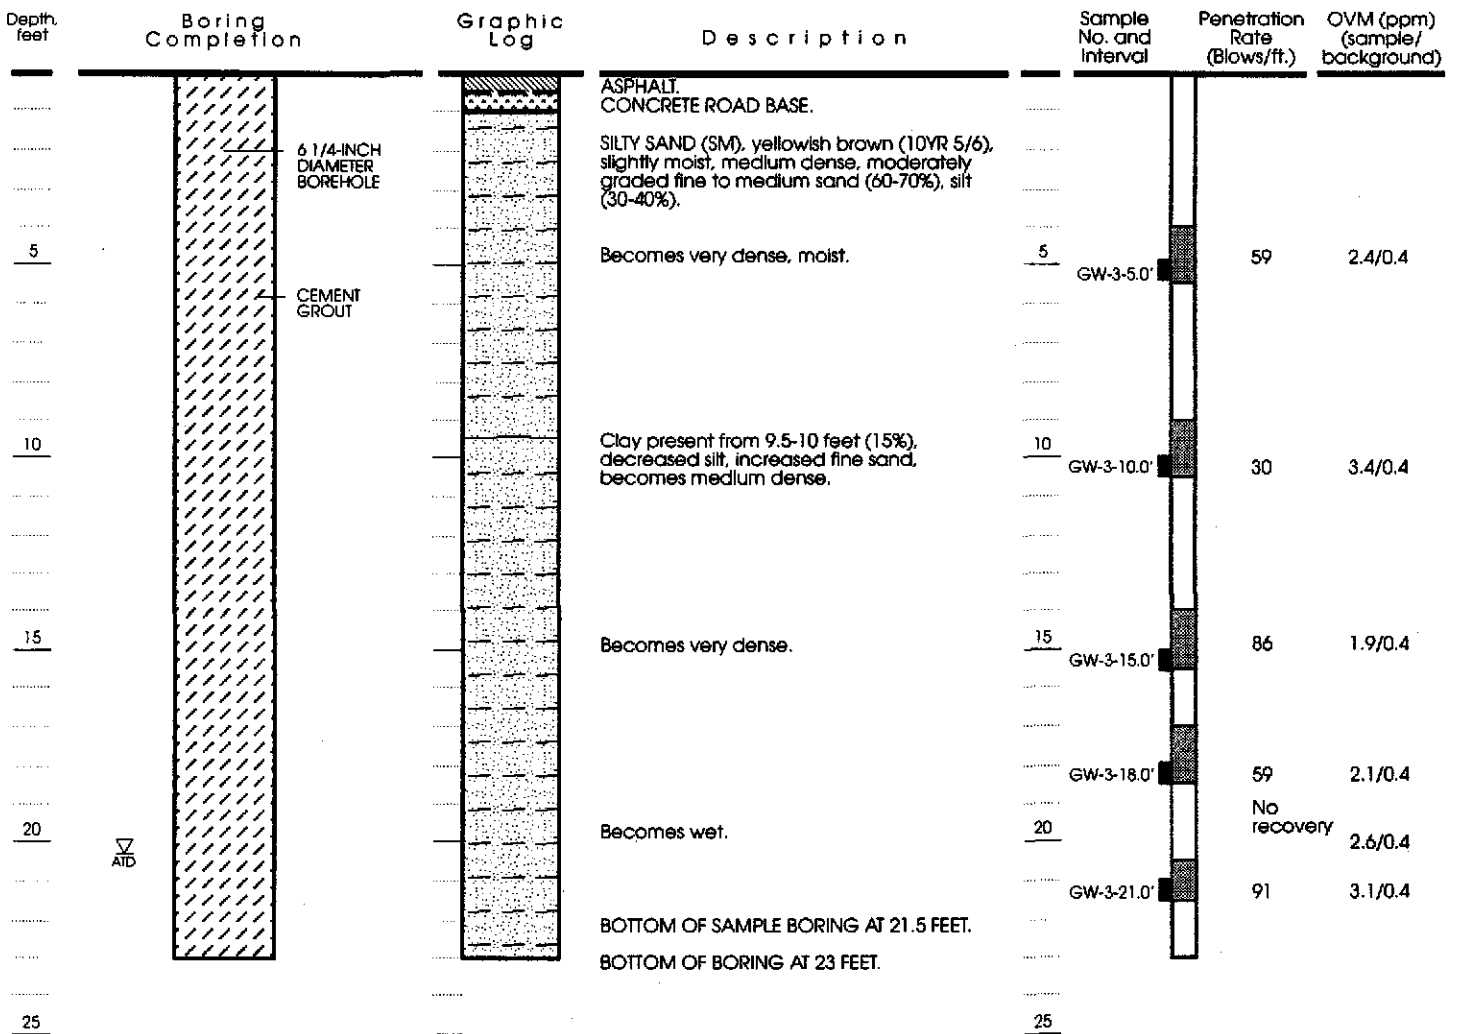 Depth, feet
Boring Completion
Graphic Log
Description
Sample No. and Interval
Penetration Rate (Blows/ft.)
OVM (ppm) (sample/ background)
ASPHALT.
CONCRETE ROAD BASE.
6 1/4-INCH DIAMETER BOREHOLE
SILTY SAND (SM), yellowish brown (10YR 5/6),
slightly moist, medium dense, moderately
graded fine to medium sand (60-70%), silt
(30-40%).
5
Becomes very dense, moist.
5
GW-3-5.0'
59
2.4/0.4
CEMENT GROUT
10
Clay present from 9.5-10 feet (15%),
decreased silt, increased fine sand,
becomes medium dense.
10
GW-3-10.0'
30
3.4/0.4
15
Becomes very dense.
15
GW-3-15.0'
86
1.9/0.4
GW-3-18.0'
59
2.1/0.4
No recovery
20
Becomes wet.
20
2.6/0.4
ATD
GW-3-21.0'
91
3.1/0.4
BOTTOM OF SAMPLE BORING AT 21.5 FEET.
BOTTOM OF BORING AT 23 FEET.
25
25